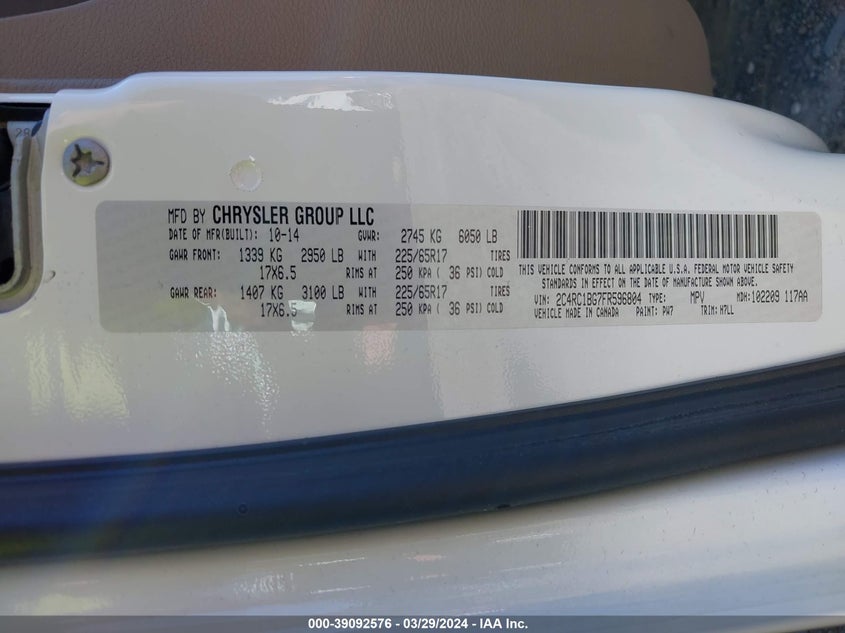 MFD BY CHRYSLER GROUP LLC
DATE OF MFR(BUILT): 10-14 GVWR: 2745 KG 6050 LB
GAWR FRONT: 1339 KG 2950 LB WITH 225/65R17 TIRES
17X6.5 RIMS AT 250 KPA ( 36 PSI) COLD
GAWR REAR: 1407 KG 3100 LB WITH 225/65R17 TIRES
17X6.5 RIMS AT 250 KPA ( 36 PSI) COLD
THIS VEHICLE CONFORMS TO ALL APPLICABLE U.S.A. FEDERAL MOTOR VEHICLE SAFETY
STANDARDS IN EFFECT ON THE DATE OF MANUFACTURE SHOWN ABOVE.
VIN: 2C4RC1BG7FR596804 TYPE: MPV MDH:102209 117AA
VEHICLE MADE IN CANADA PAINT: PW7 TRIM: H7LL
000-39092576 — 03/29/2024 - IAA Inc.